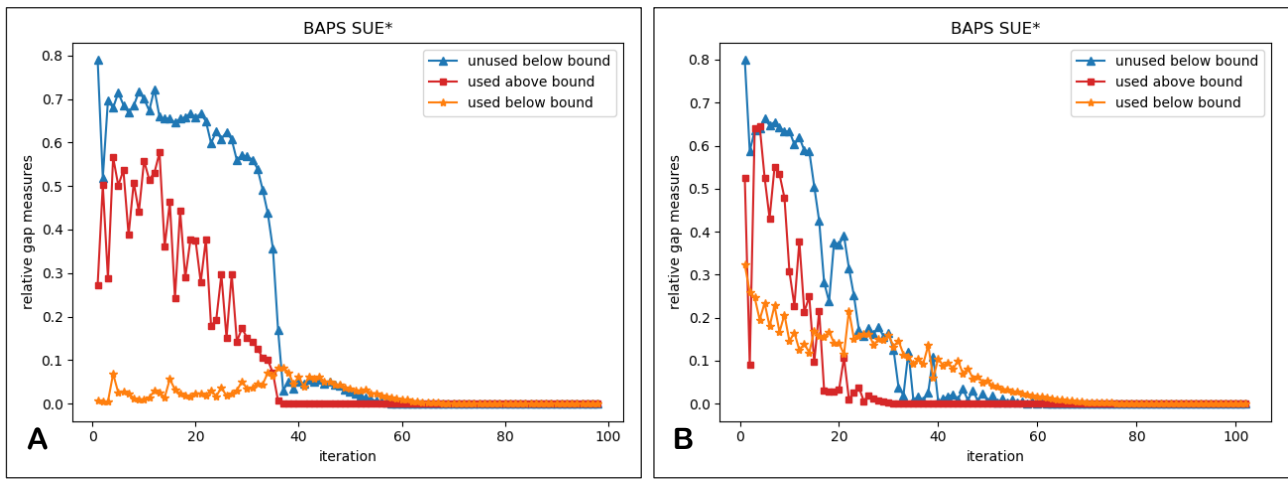 BAPS SUE*
0.8
0.7
0.6
0.5
0.4
0.3
0.2
0.1
0.0
relative gap measures
unused below bound
used above bound
used below bound
0
20
40
60
80
100
iteration
A
BAPS SUE*
0.8
0.7
0.6
0.5
0.4
0.3
0.2
0.1
0.0
relative gap measures
unused below bound
used above bound
used below bound
0
20
40
60
80
100
iteration
B